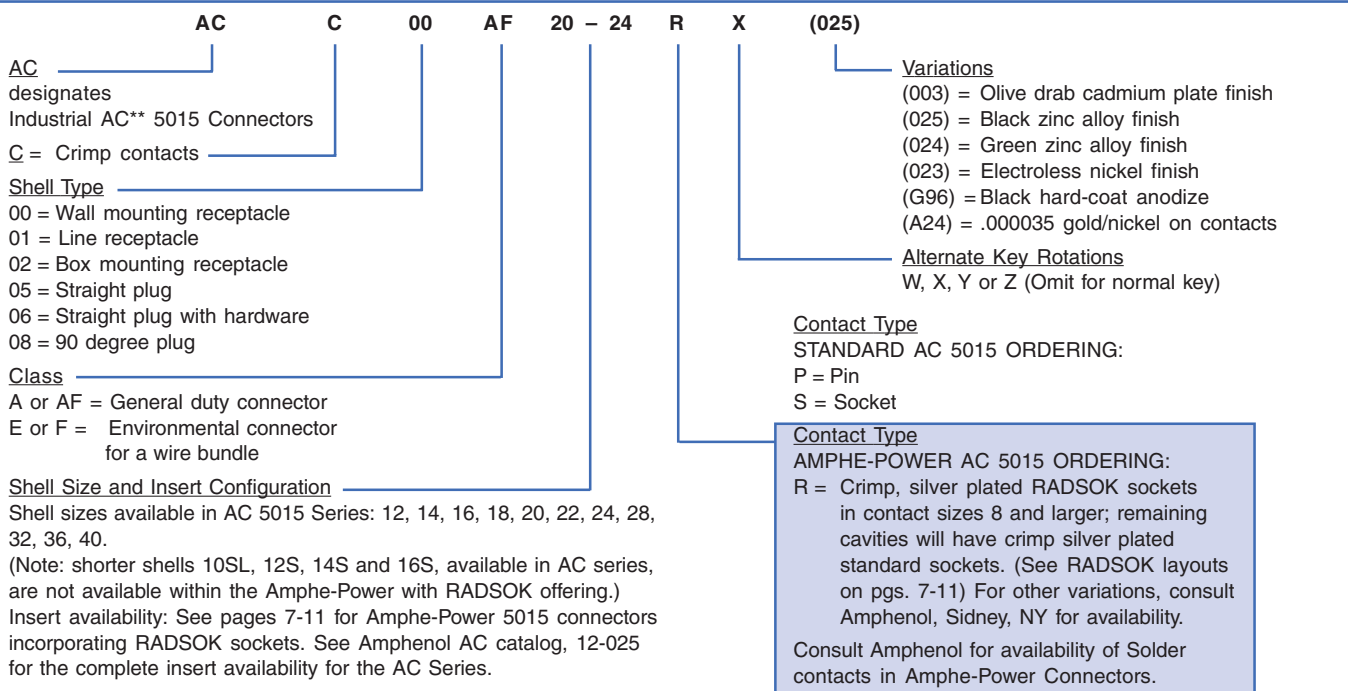 AC C 00 AF 20 – 24 R X (025)
AC
designates
Industrial AC** 5015 Connectors
C = Crimp contacts
Shell Type
00 = Wall mounting receptacle
01 = Line receptacle
02 = Box mounting receptacle
05 = Straight plug
06 = Straight plug with hardware
08 = 90 degree plug
Class
A or AF = General duty connector
E or F = Environmental connector
for a wire bundle
Shell Size and Insert Configuration
Shell sizes available in AC 5015 Series: 12, 14, 16, 18, 20, 22, 24, 28,
32, 36, 40.
(Note: shorter shells 10SL, 12S, 14S and 16S, available in AC series,
are not available within the Amphe-Power with RADSOK offering.)
Insert availability: See pages 7-11 for Amphe-Power 5015 connectors
incorporating RADSOK sockets. See Amphenol AC catalog, 12-025
for the complete insert availability for the AC Series.
Variations
(003) = Olive drab cadmium plate finish
(025) = Black zinc alloy finish
(024) = Green zinc alloy finish
(023) = Electroless nickel finish
(G96) = Black hard-coat anodize
(A24) = .000035 gold/nickel on contacts
Alternate Key Rotations
W, X, Y or Z (Omit for normal key)
Contact Type
STANDARD AC 5015 ORDERING:
P = Pin
S = Socket
Contact Type
AMPHE-POWER AC 5015 ORDERING:
R = Crimp, silver plated RADSOK sockets
in contact sizes 8 and larger; remaining
cavities will have crimp silver plated
standard sockets. (See RADSOK layouts
on pgs. 7-11) For other variations, consult
Amphenol, Sidney, NY for availability.
Consult Amphenol for availability of Solder
contacts in Amphe-Power Connectors.